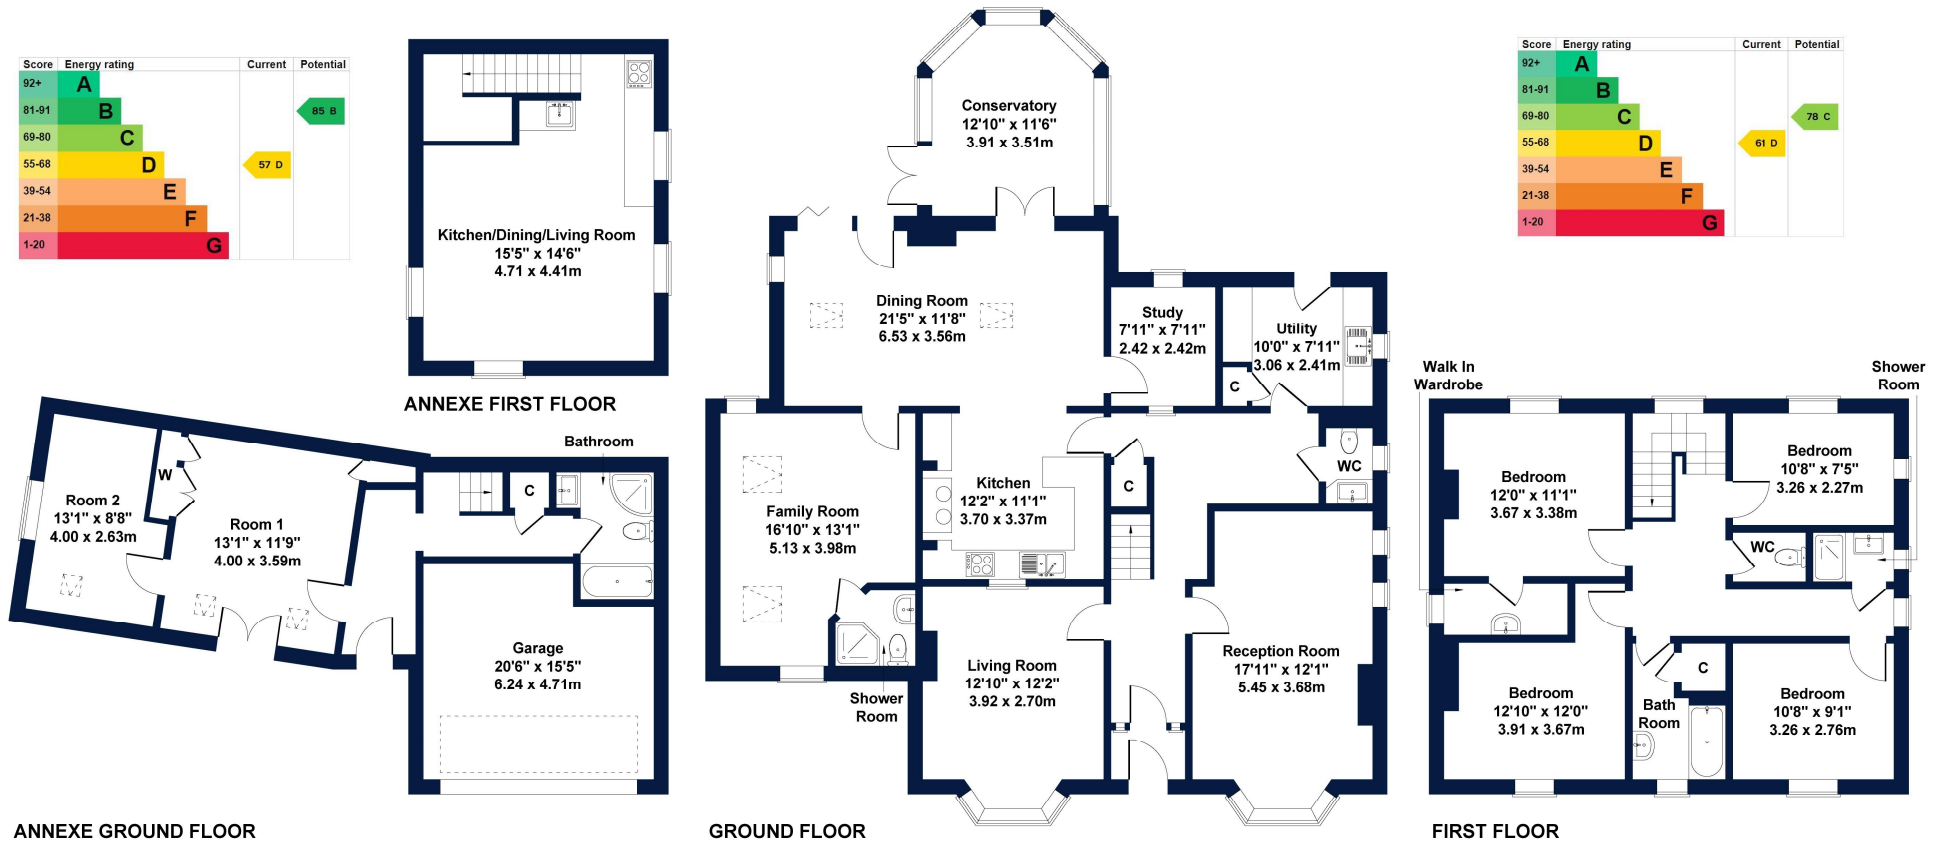 Score Energy rating Current Potential
92+ A
81-91 B 85 B
69-80 C
55-68 D 57 D
39-54 E
21-38 F
1-20 G
Kitchen/Dining/Living Room
15'5" x 14'6"
4.71 x 4.41m
ANNEXE FIRST FLOOR
Room 2
13'1" x 8'8"
4.00 x 2.63m
W
Room 1
13'1" x 11'9"
4.00 x 3.59m
C
Bathroom
Garage
20'6" x 15'5"
6.24 x 4.71m
ANNEXE GROUND FLOOR
Conservatory
12'10" x 11'6"
3.91 x 3.51m
Dining Room
21'5" x 11'8"
6.53 x 3.56m
Study
7'11" x 7'11"
2.42 x 2.42m
Utility
10'0" x 7'11"
3.06 x 2.41m
C
Family Room
16'10" x 13'1"
5.13 x 3.98m
Kitchen
12'2" x 11'1"
3.70 x 3.37m
C
WC
Shower
Room
Living Room
12'10" x 12'2"
3.92 x 2.70m
Reception Room
17'11" x 12'1"
5.45 x 3.68m
GROUND FLOOR
Score Energy rating Current Potential
92+ A
81-91 B
69-80 C 78 C
55-68 D 61 D
39-54 E
21-38 F
1-20 G
Walk In
Wardrobe
Shower
Room
Bedroom
12'0" x 11'1"
3.67 x 3.38m
Bedroom
10'8" x 7'5"
3.26 x 2.27m
WC
Bedroom
12'10" x 12'0"
3.91 x 3.67m
Bath
Room
C
Bedroom
10'8" x 9'1"
3.26 x 2.76m
FIRST FLOOR